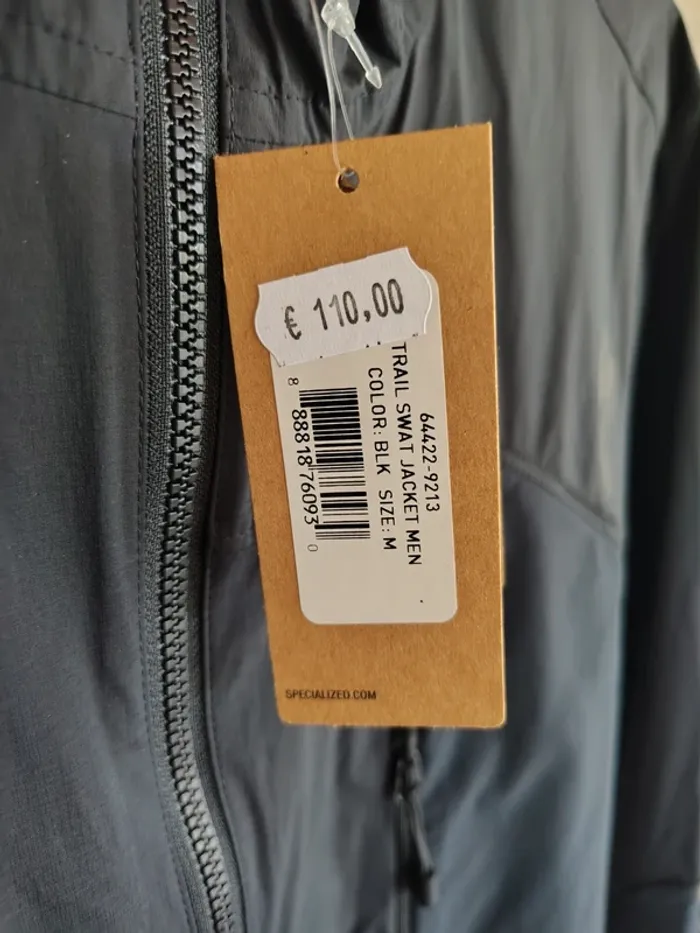 € 110,00
64422-9213
TRAIL SWAT JACKET MEN
COLOR: BLK SIZE: M
8 88818 76093 0
SPECIALIZED.COM